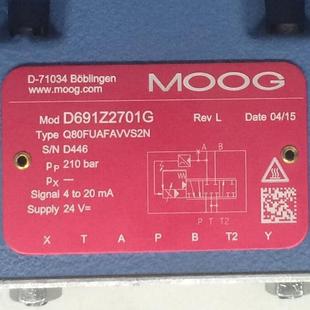 D-71034 Böblingen
www.moog.com
MOOG
Mod D691Z2701G Rev L Date 04/15
Type Q80FUAFAVVS2N
S/N D446
pP 210 bar
pX —
Signal 4 to 20 mA
Supply 24 V=
A B
P T T2
X T A P B T2 Y